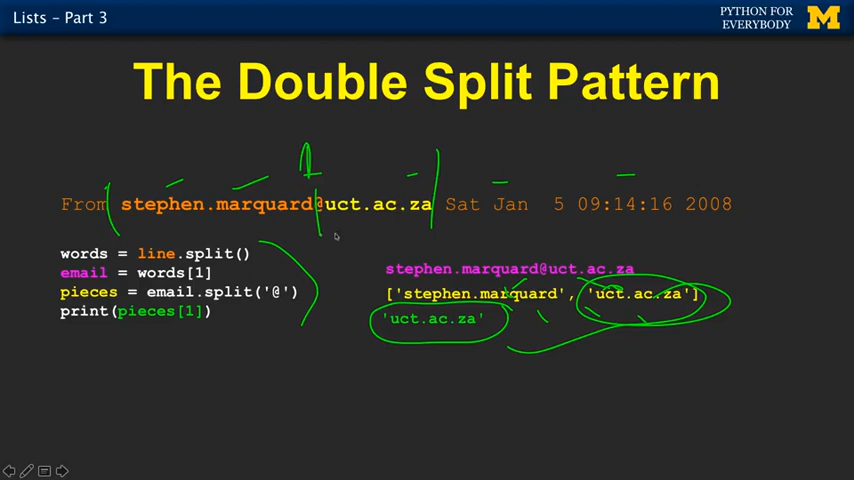 Lists – Part 3
PYTHON FOR
EVERYBODY
M
The Double Split Pattern
From stephen.marquard@uct.ac.za Sat Jan  5 09:14:16 2008
words = line.split()
email = words[1]
pieces = email.split('@')
print(pieces[1])
stephen.marquard@uct.ac.za
['stephen.marquard', 'uct.ac.za']
'uct.ac.za'